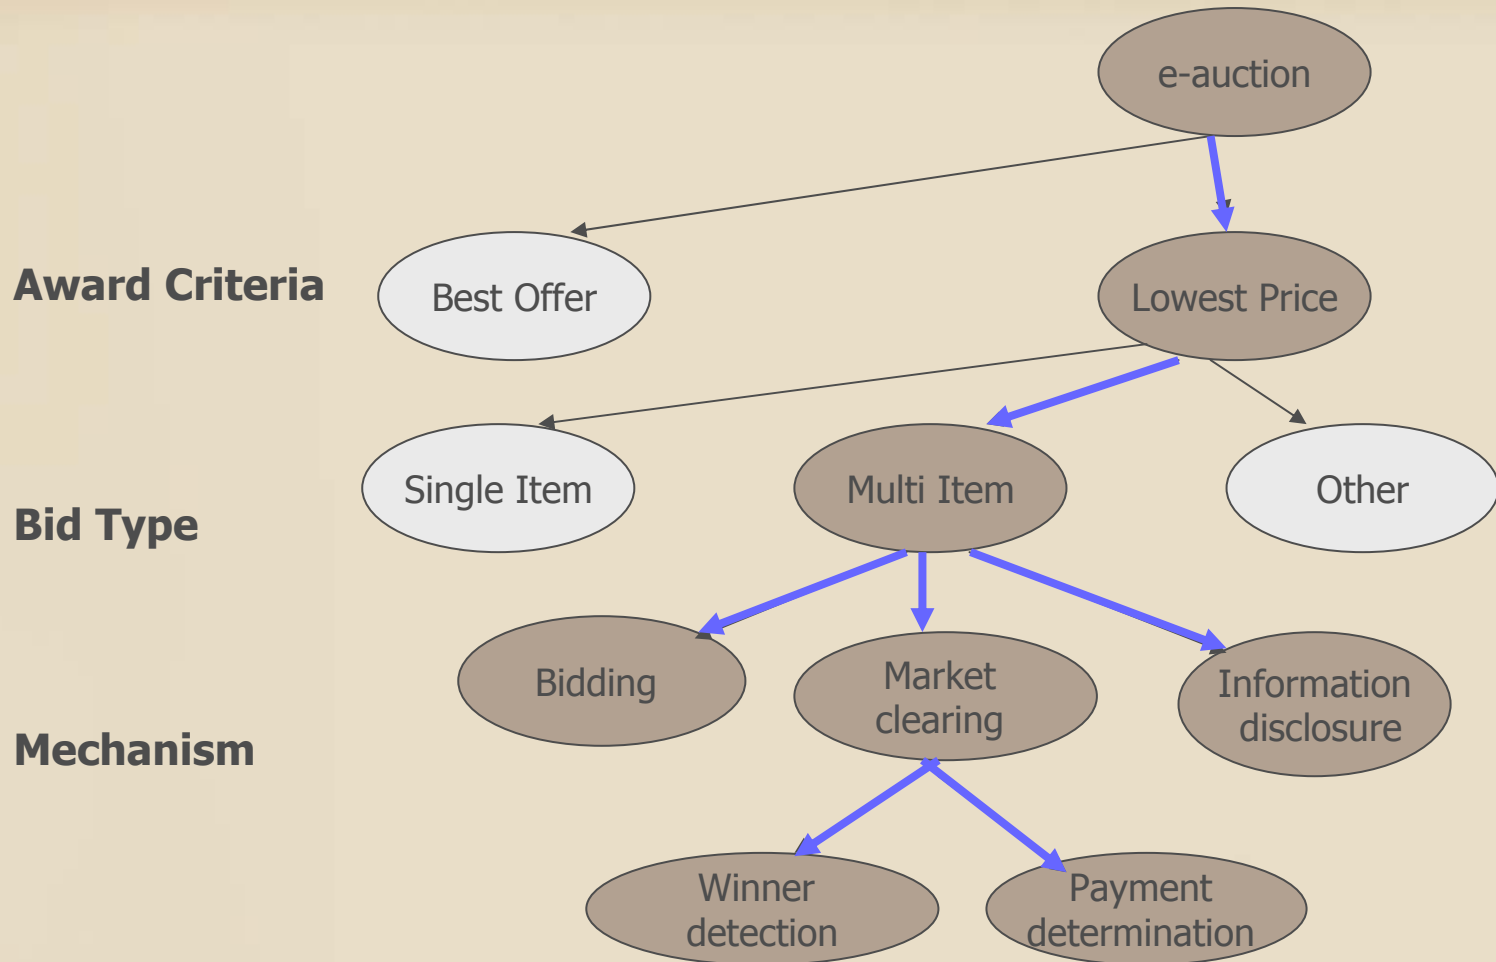 e-auction
Award Criteria
Best Offer
Lowest Price
Single Item
Multi Item
Other
Bid Type
Bidding
Market
clearing
Information
disclosure
Mechanism
Winner
detection
Payment
determination